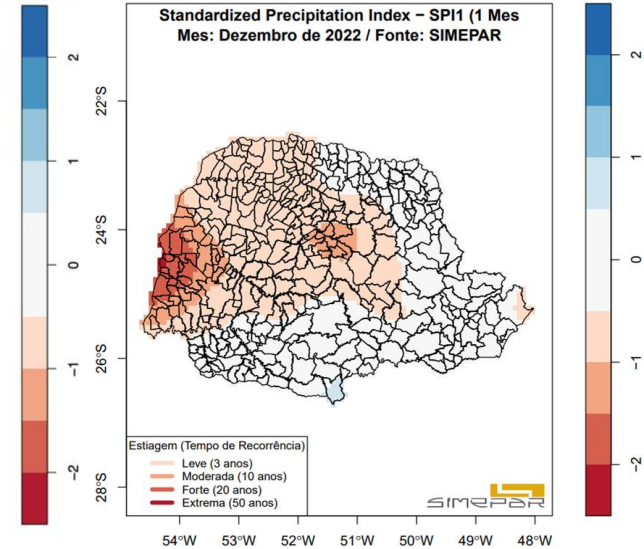 Standardized Precipitation Index − SPI1 (1 Mes
Mes: Dezembro de 2022 / Fonte: SIMEPAR
2
1
0
−1
−2
22°S
24°S
26°S
28°S
Estiagem (Tempo de Recorrência)
Leve (3 anos)
Moderada (10 anos)
Forte (20 anos)
Extrema (50 anos)
SIMEPAR
54°W 53°W 52°W 51°W 50°W 49°W 48°W
2
1
0
−1
−2